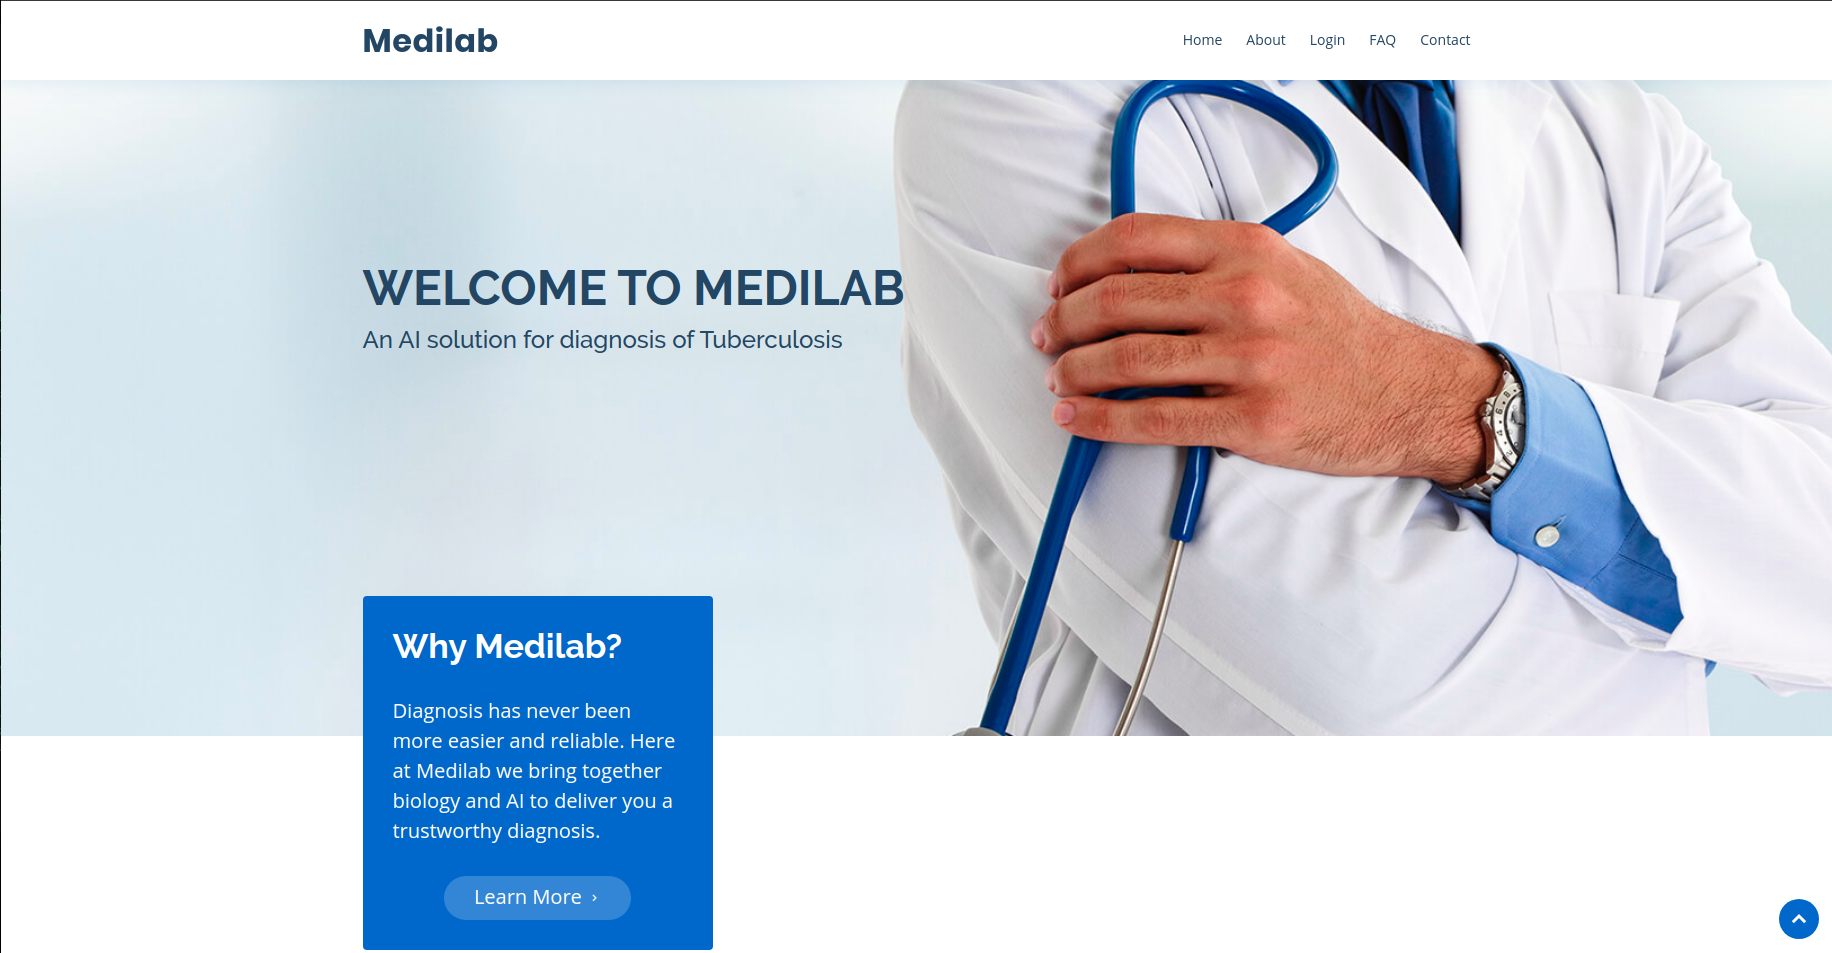 Medilab
Home About Login FAQ Contact
WELCOME TO MEDILAB
An AI solution for diagnosis of Tuberculosis
Why Medilab?
Diagnosis has never been
more easier and reliable. Here
at Medilab we bring together
biology and AI to deliver you a
trustworthy diagnosis.
Learn More ›